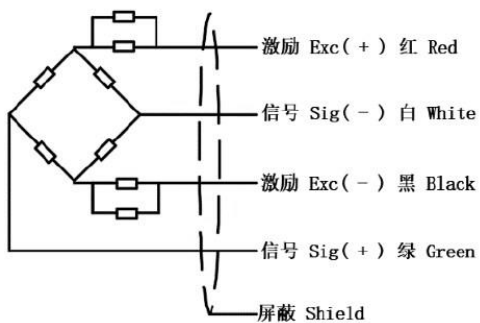 激励 Exc(+) 红 Red
信号 Sig(-) 白 White
激励 Exc(-) 黑 Black
信号 Sig(+) 绿 Green
屏蔽 Shield